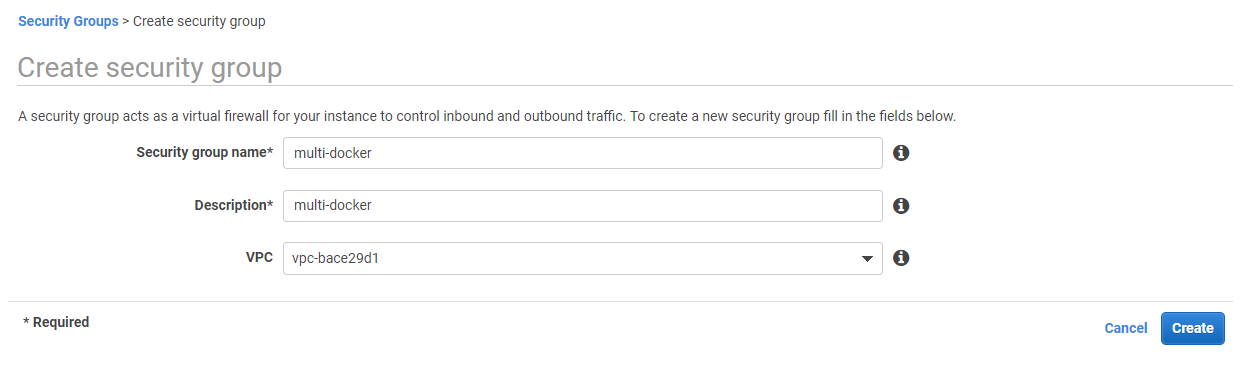 Security Groups > Create security group
Create security group
A security group acts as a virtual firewall for your instance to control inbound and outbound traffic. To create a new security group fill in the fields below.
Security group name* multi-docker
Description* multi-docker
VPC vpc-bace29d1
* Required
Cancel Create